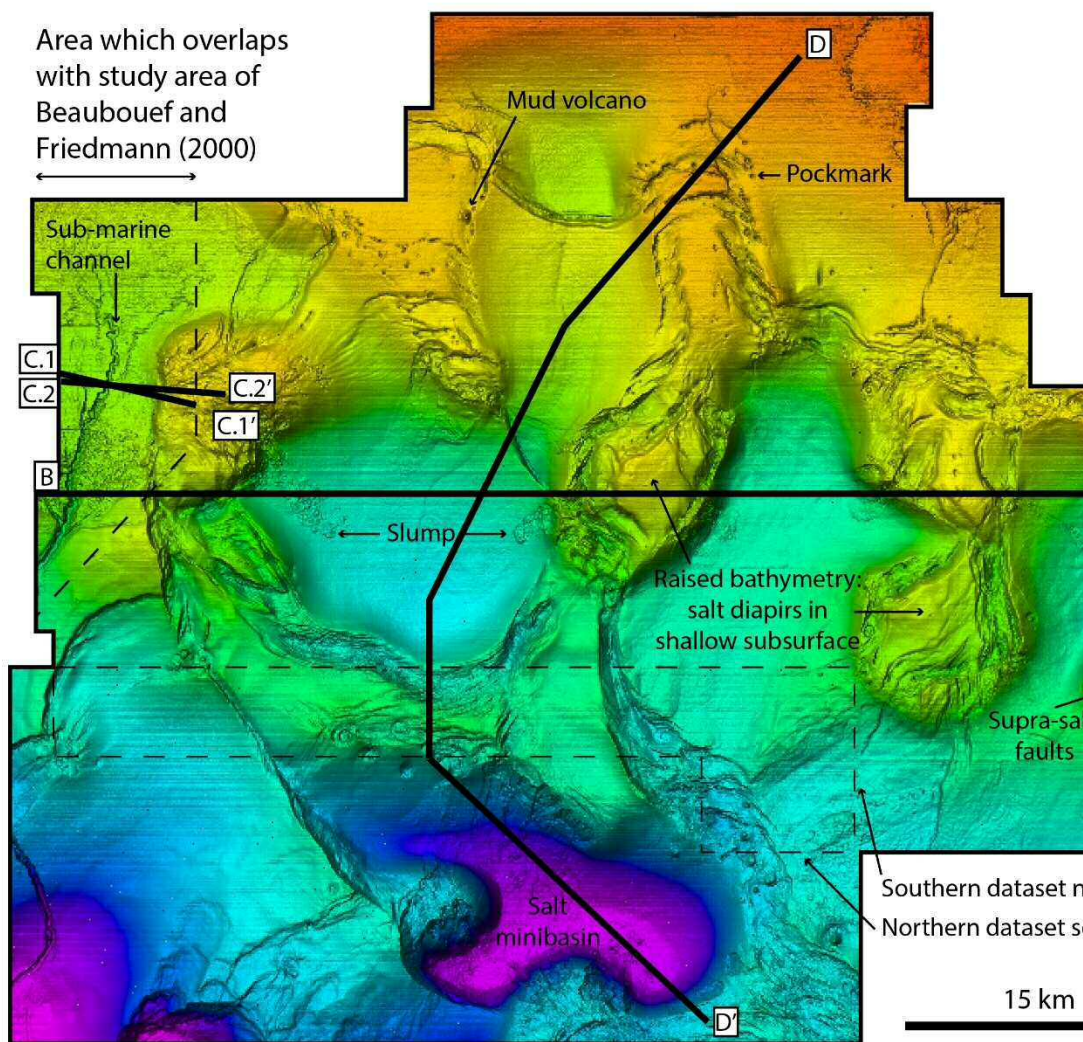 Area which overlaps
with study area of
Beaubouef and
Friedmann (2000)
D
Mud volcano
Pockmark
Sub-marine
channel
C.1
C.2
C.2’
C.1’
B
Slump
Raised bathymetry:
salt diapirs in
shallow subsurface
Supra-sa
faults
Salt
minibasin
Southern dataset n
Northern dataset s
15 km
D’